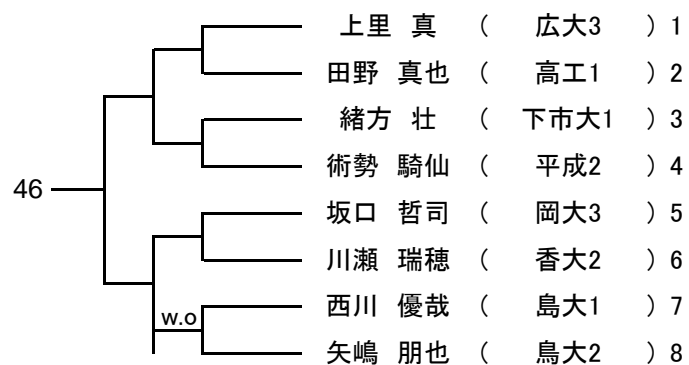 上里 真 ( 広大3 ) 1
田野 真也 ( 高工1 ) 2
緒方 壮 ( 下市大1 ) 3
術勢 騎仙 ( 平成2 ) 4
46
坂口 哲司 ( 岡大3 ) 5
川瀬 瑞穂 ( 香大2 ) 6
西川 優哉 ( 島大1 ) 7
w.o
矢嶋 朋也 ( 鳥大2 ) 8